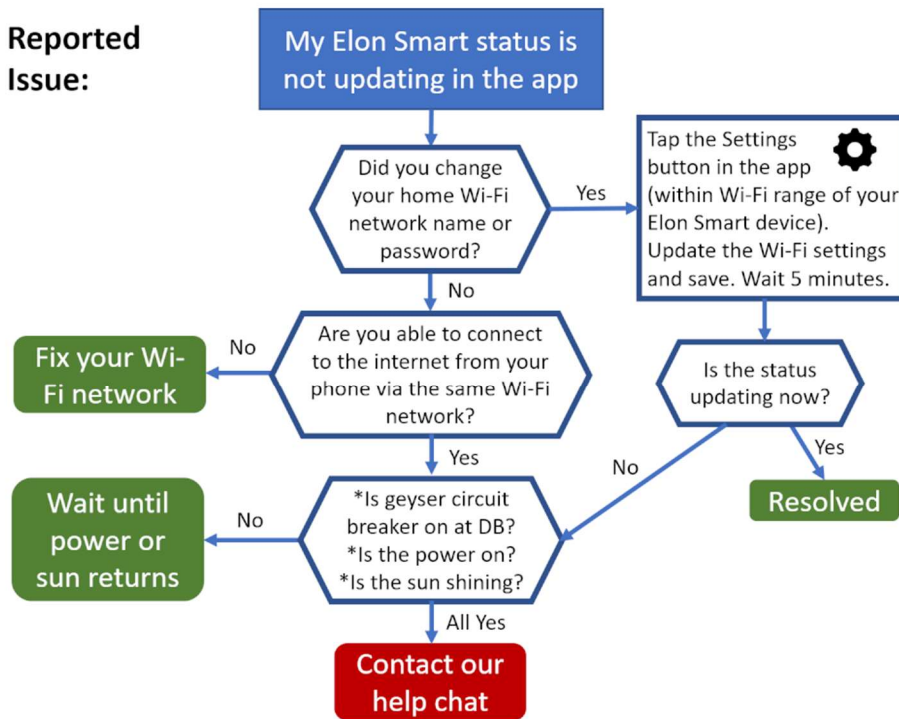 Reported
Issue:
My Elon Smart status is
not updating in the app
Did you change
your home Wi-Fi
network name or
password?
Yes
Tap the Settings
button in the app
(within Wi-Fi range of your
Elon Smart device).
Update the Wi-Fi settings
and save. Wait 5 minutes.
No
Are you able to connect
to the internet from your
phone via the same Wi-Fi
network?
No
Fix your Wi-
Fi network
Is the status
updating now?
Yes
Resolved
No
Yes
*Is geyser circuit
breaker on at DB?
*Is the power on?
*Is the sun shining?
No
Wait until
power or
sun returns
All Yes
Contact our
help chat